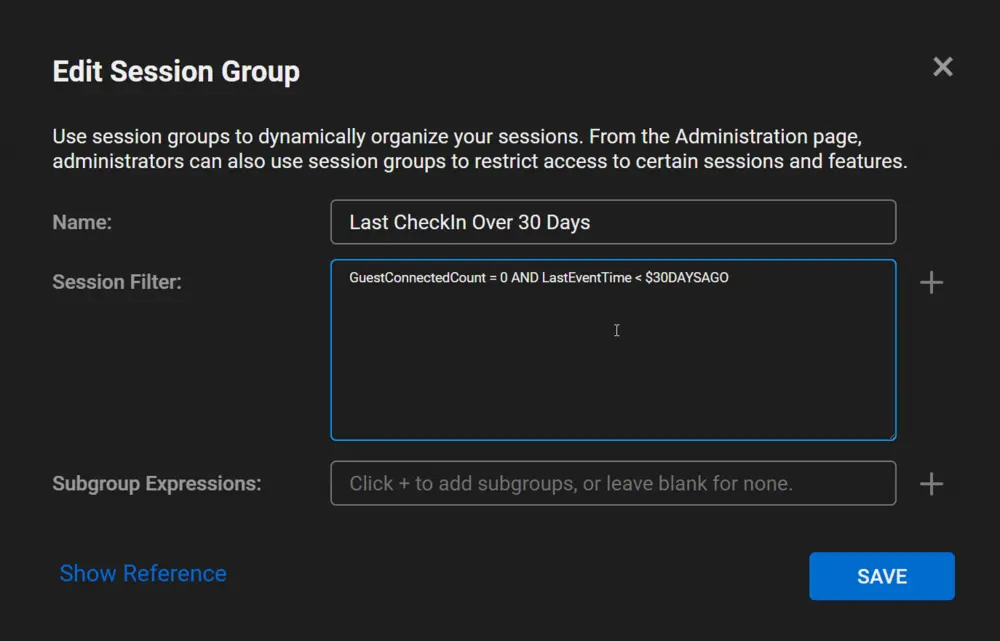 Edit Session Group
Use session groups to dynamically organize your sessions. From the Administration page,
administrators can also use session groups to restrict access to certain sessions and features.
Name:
Last CheckIn Over 30 Days
Session Filter:
GuestConnectedCount = 0 AND LastEventTime < $30DAYSAGO
Subgroup Expressions:
Click + to add subgroups, or leave blank for none.
Show Reference
SAVE